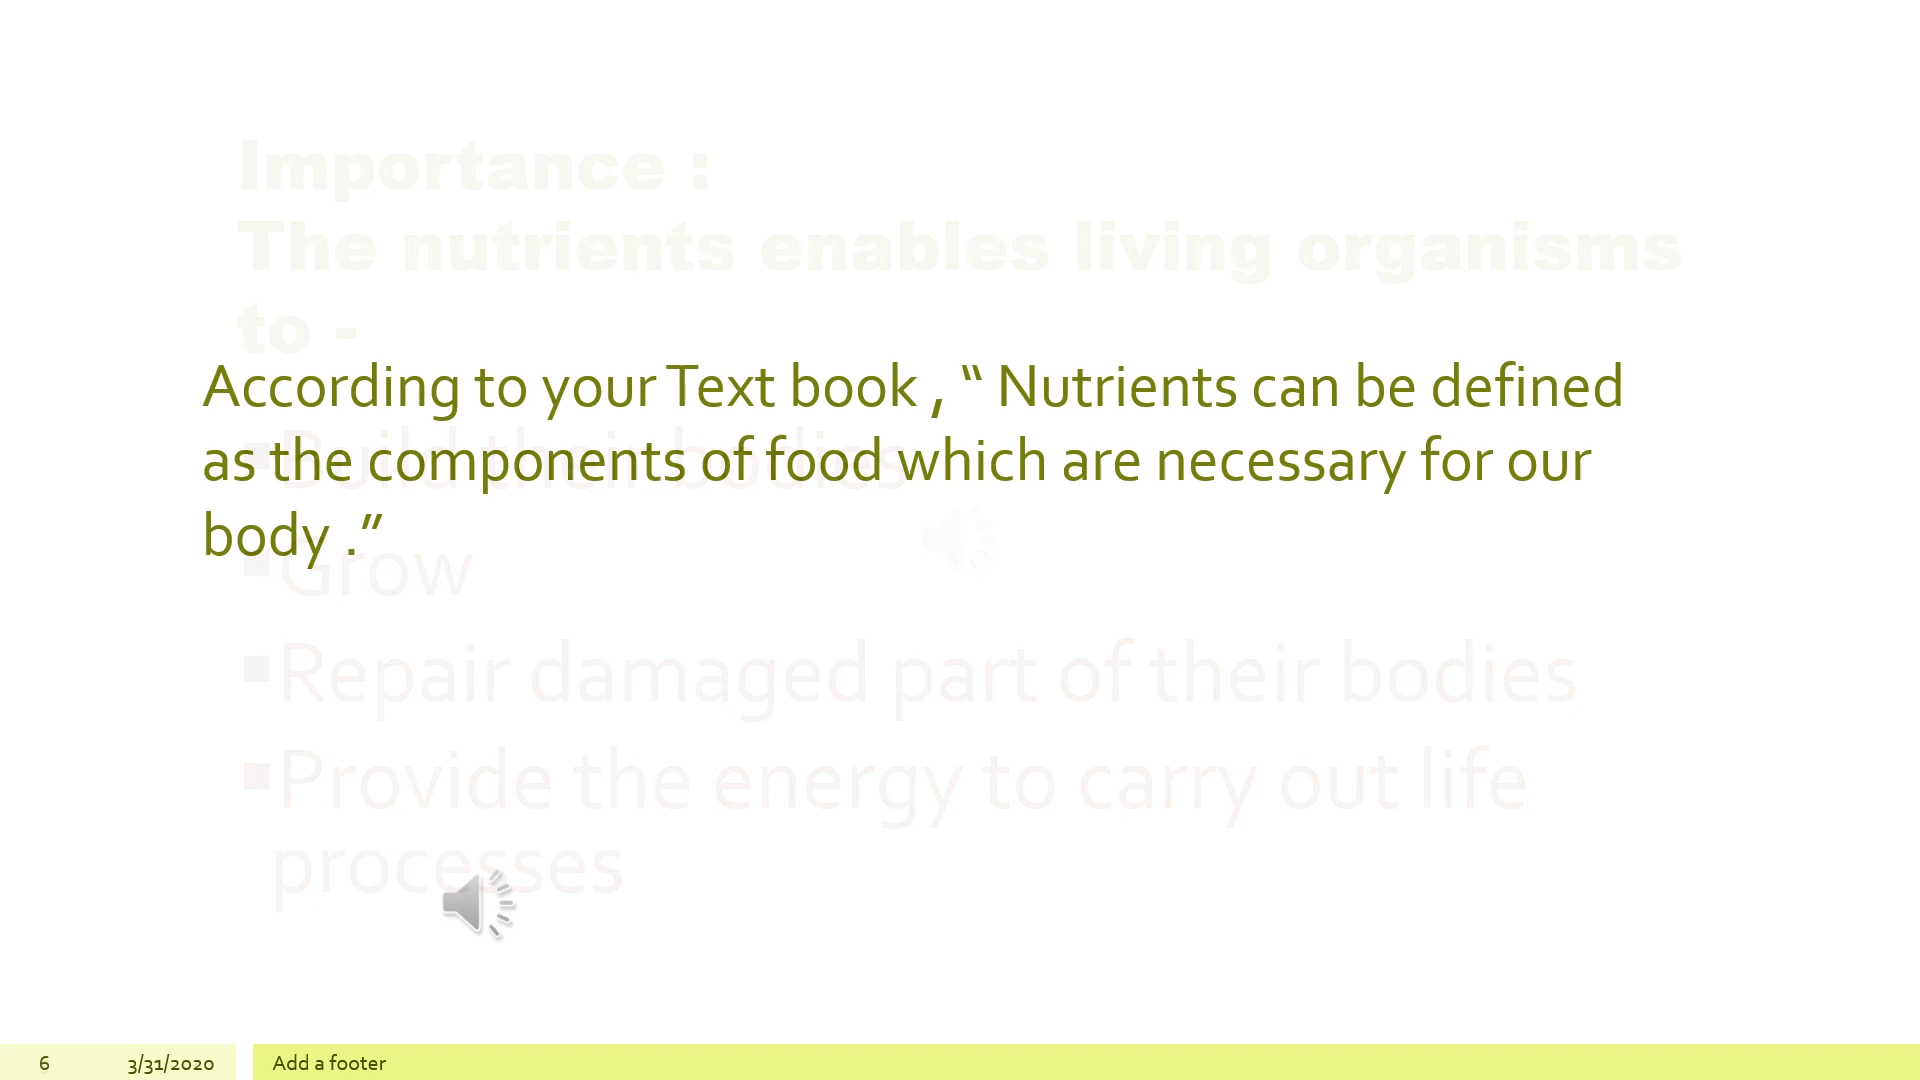 Importance :
The nutrients enables living organisms
to -
According to your Text book , “ Nutrients can be defined
as the components of food which are necessary for our
body .”
▪Build their bodies
▪Grow
▪Repair damaged part of their bodies
▪Provide the energy to carry out life
processes
6 3/31/2020 Add a footer